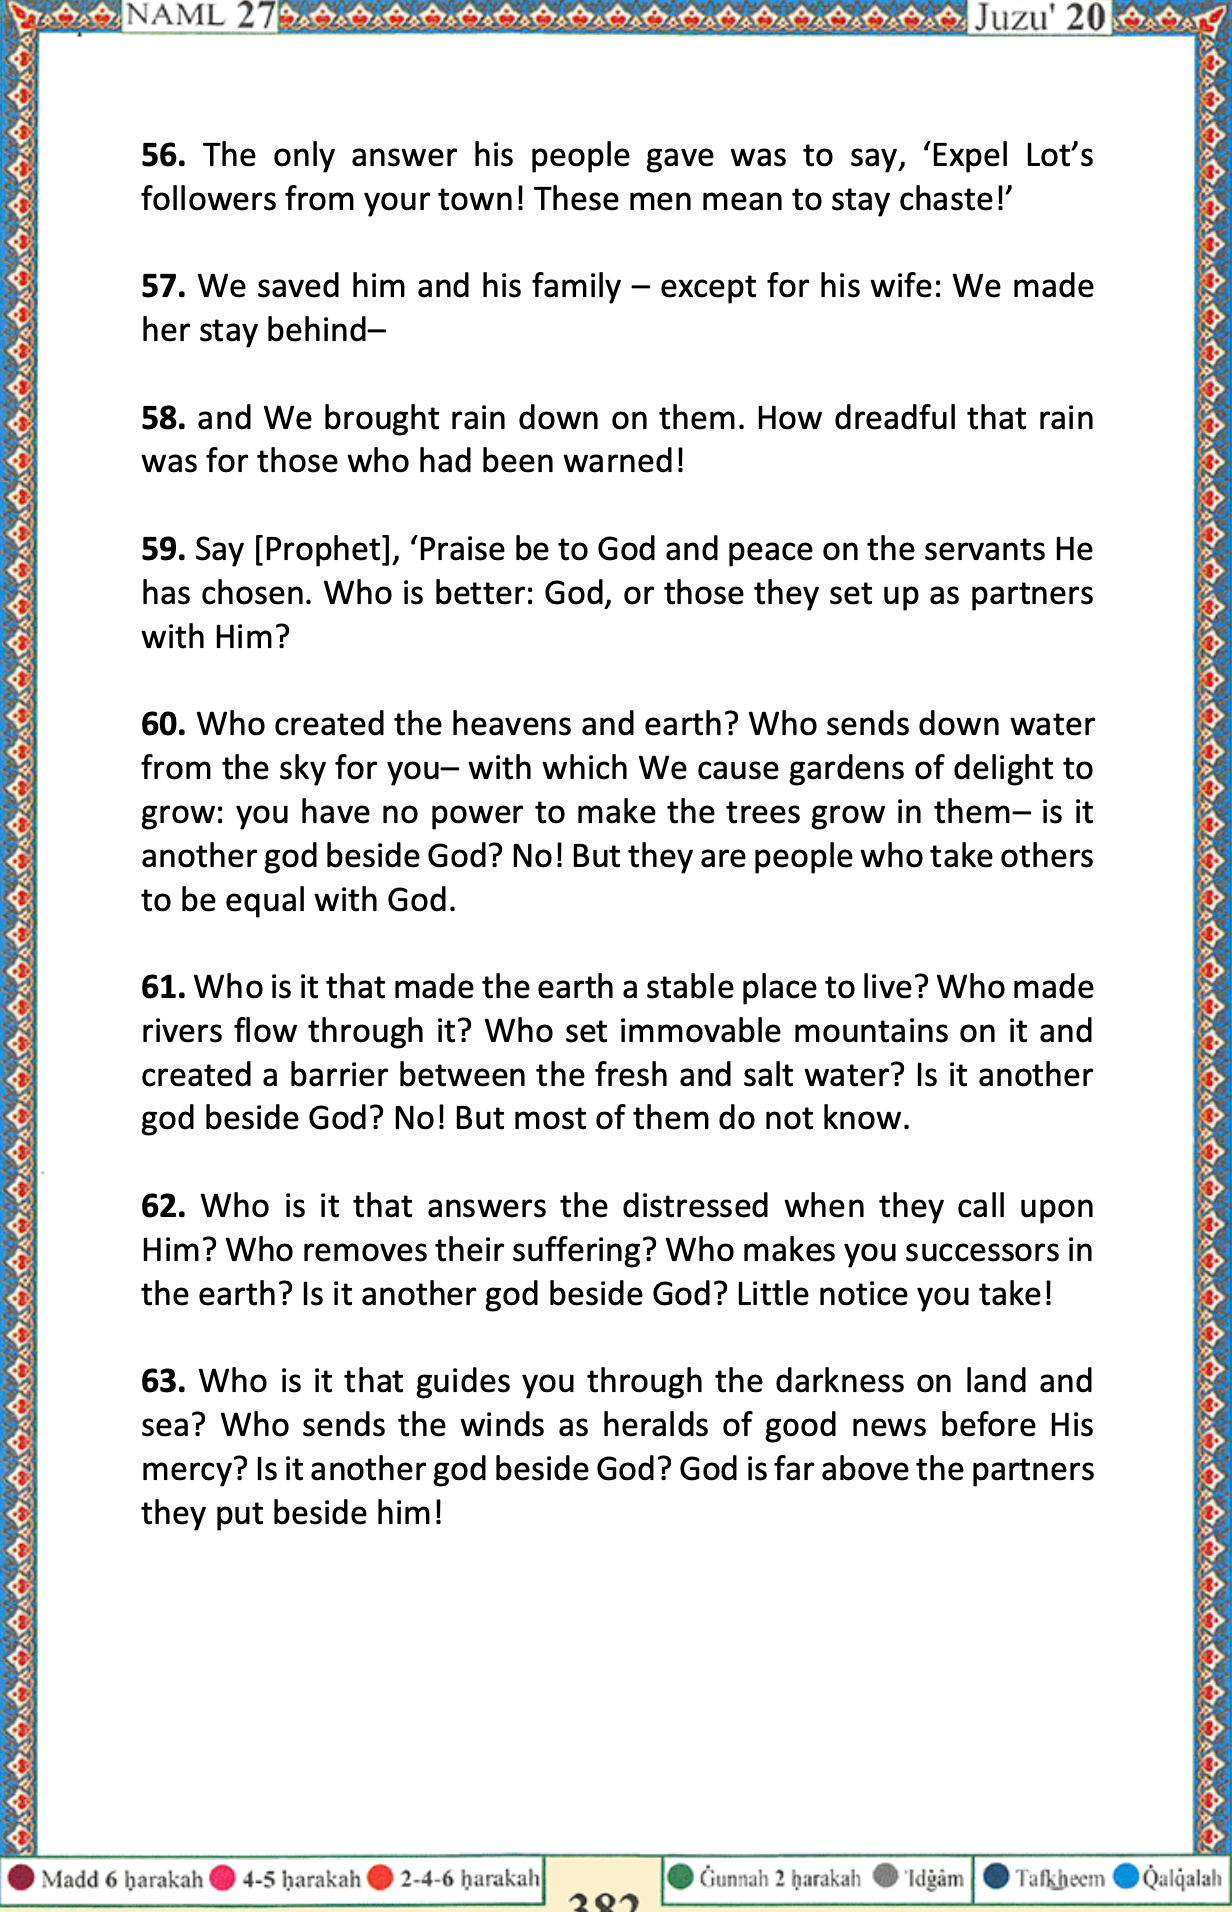 NAML 27
Juzu' 20
56. The only answer his people gave was to say, ‘Expel Lot’s
followers from your town! These men mean to stay chaste!’
57. We saved him and his family – except for his wife: We made
her stay behind–
58. and We brought rain down on them. How dreadful that rain
was for those who had been warned!
59. Say [Prophet], ‘Praise be to God and peace on the servants He
has chosen. Who is better: God, or those they set up as partners
with Him?
60. Who created the heavens and earth? Who sends down water
from the sky for you– with which We cause gardens of delight to
grow: you have no power to make the trees grow in them– is it
another god beside God? No! But they are people who take others
to be equal with God.
61. Who is it that made the earth a stable place to live? Who made
rivers flow through it? Who set immovable mountains on it and
created a barrier between the fresh and salt water? Is it another
god beside God? No! But most of them do not know.
62. Who is it that answers the distressed when they call upon
Him? Who removes their suffering? Who makes you successors in
the earth? Is it another god beside God? Little notice you take!
63. Who is it that guides you through the darkness on land and
sea? Who sends the winds as heralds of good news before His
mercy? Is it another god beside God? God is far above the partners
they put beside him!
Madd 6 ḥarakah 4-5 ḥarakah 2-4-6 ḥarakah
382
Ġunnah 2 ḥarakah 'Idġâm Tafkheem Q̇alq̇alah